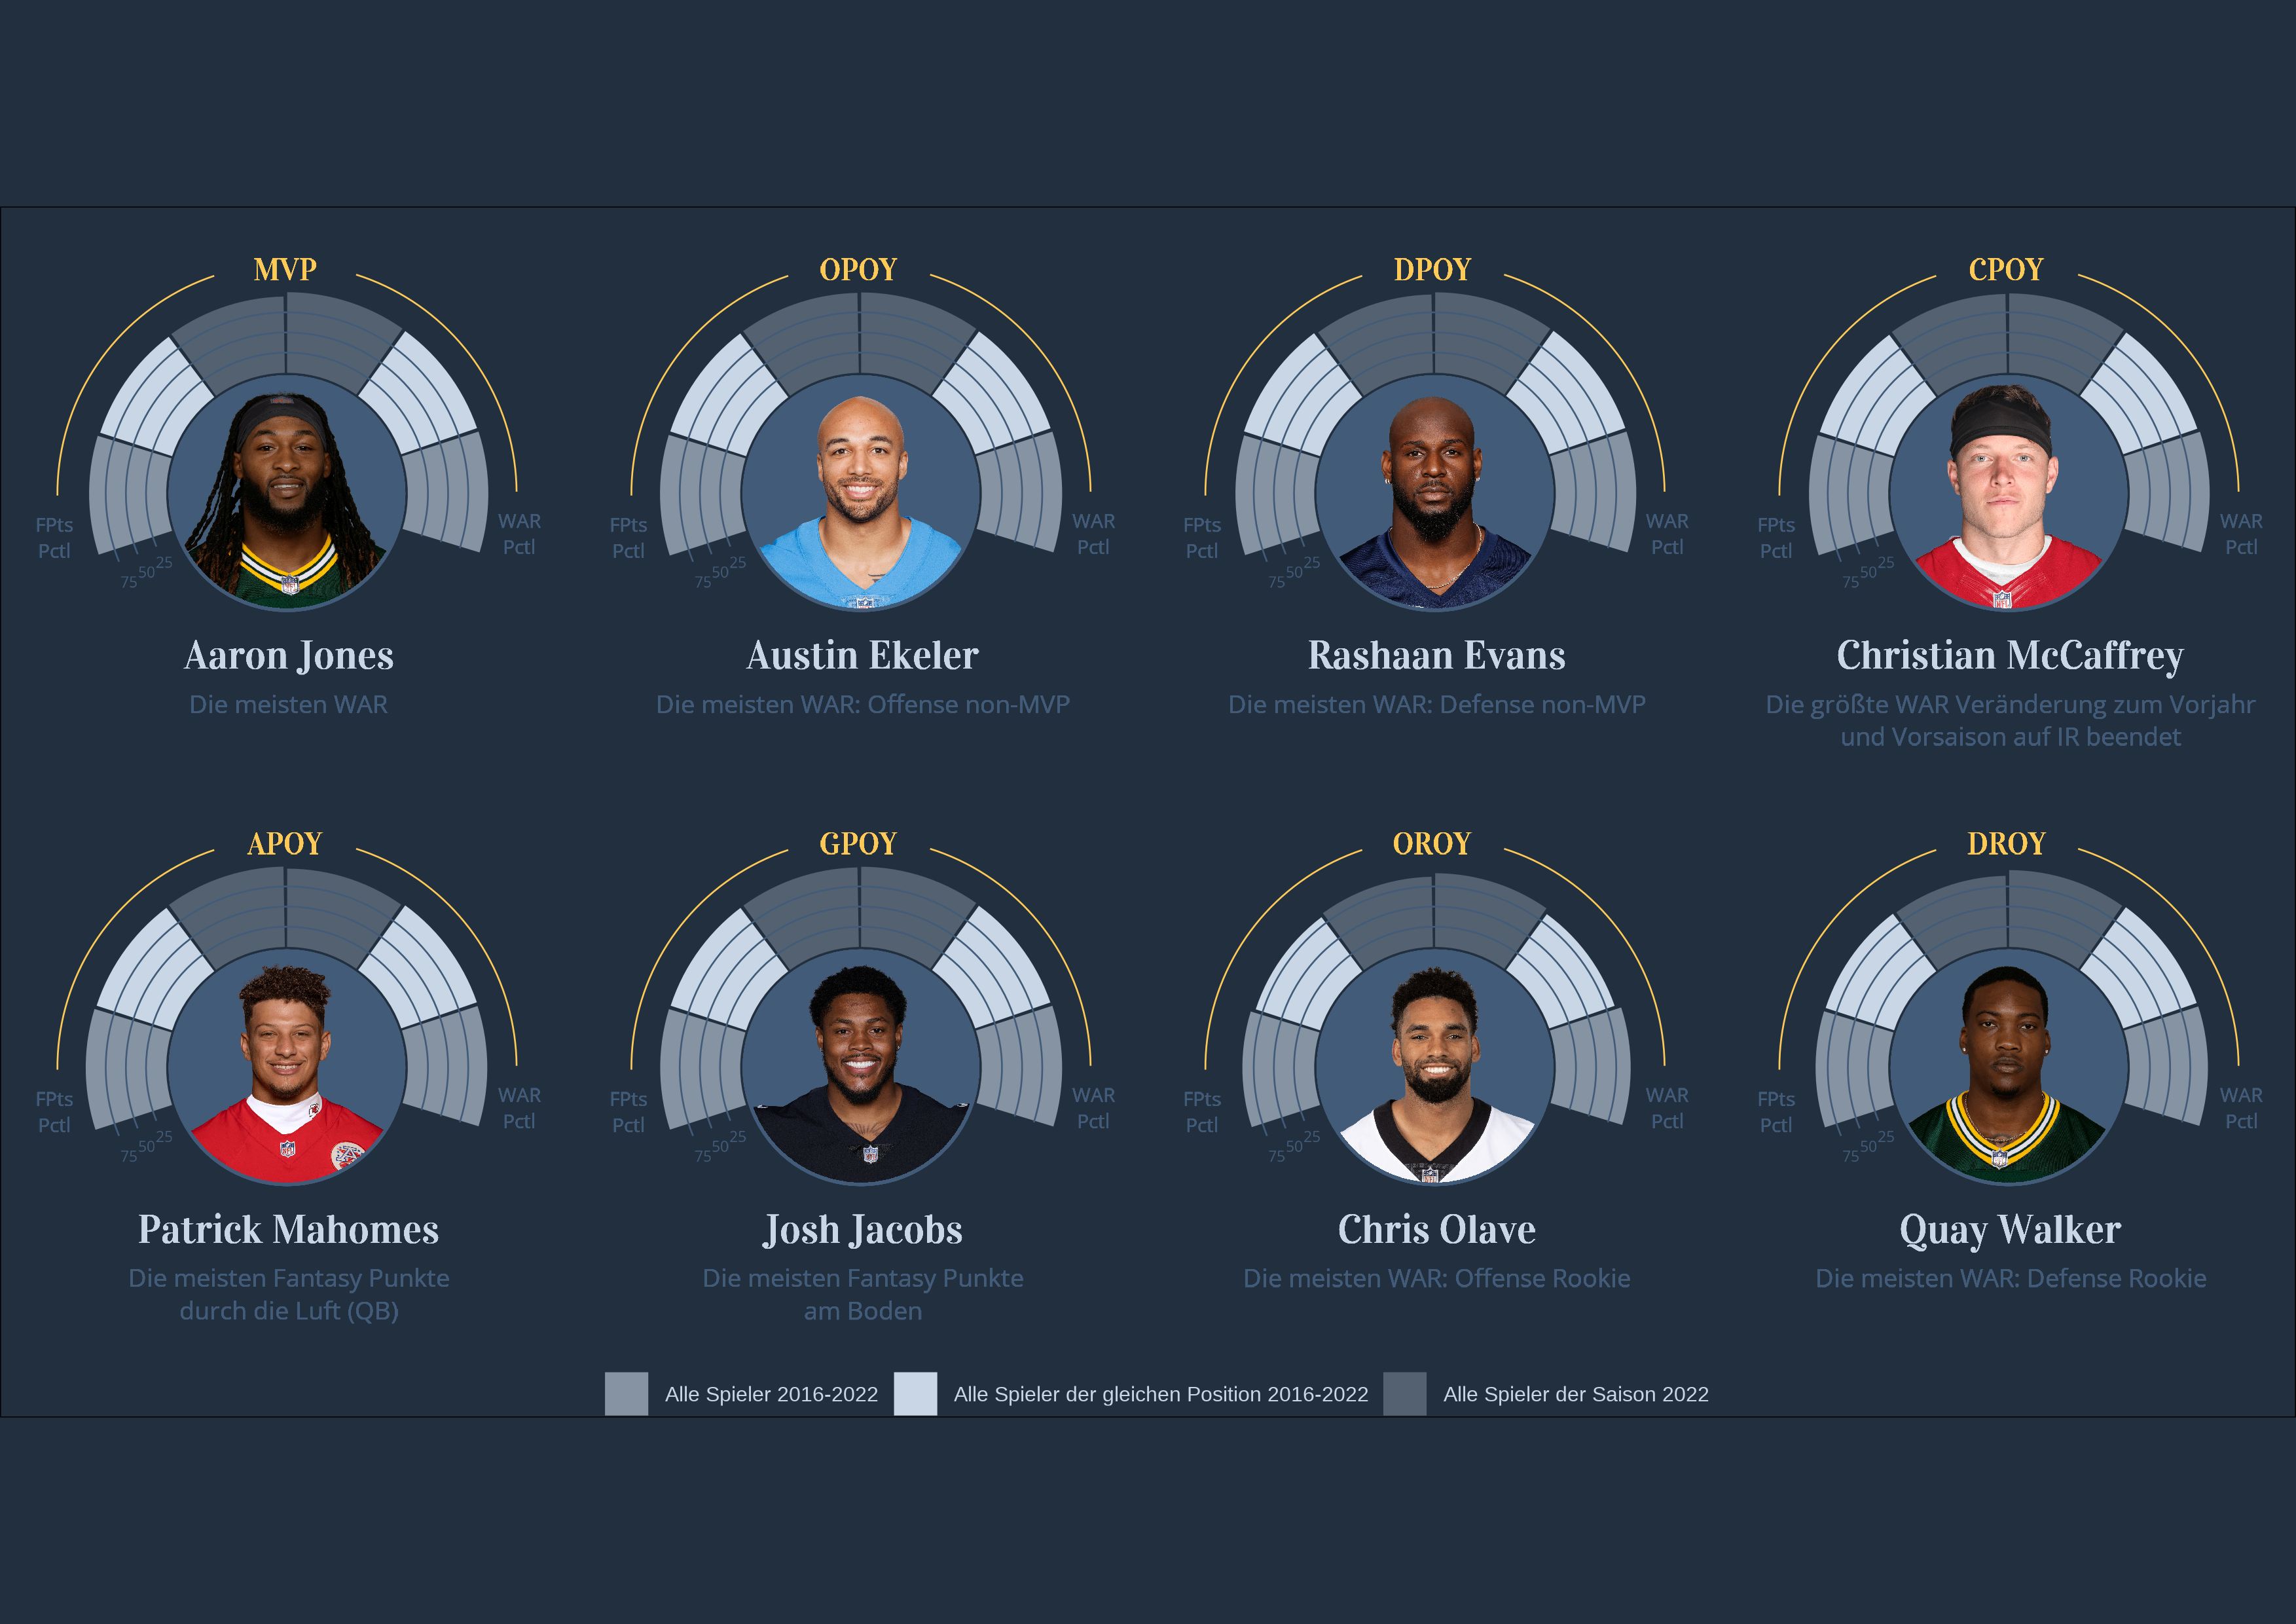 MVP
FPts
Pctl
75 50 25
WAR
Pctl
Aaron Jones
Die meisten WAR
OPOY
FPts
Pctl
75 50 25
WAR
Pctl
Austin Ekeler
Die meisten WAR: Offense non-MVP
DPOY
FPts
Pctl
75 50 25
WAR
Pctl
Rashaan Evans
Die meisten WAR: Defense non-MVP
CPOY
FPts
Pctl
75 50 25
WAR
Pctl
Christian McCaffrey
Die größte WAR Veränderung zum Vorjahr
und Vorsaison auf IR beendet
APOY
FPts
Pctl
75 50 25
WAR
Pctl
Patrick Mahomes
Die meisten Fantasy Punkte
durch die Luft (QB)
GPOY
FPts
Pctl
75 50 25
WAR
Pctl
Josh Jacobs
Die meisten Fantasy Punkte
am Boden
OROY
FPts
Pctl
75 50 25
WAR
Pctl
Chris Olave
Die meisten WAR: Offense Rookie
DROY
FPts
Pctl
75 50 25
WAR
Pctl
Quay Walker
Die meisten WAR: Defense Rookie
Alle Spieler 2016-2022 Alle Spieler der gleichen Position 2016-2022 Alle Spieler der Saison 2022